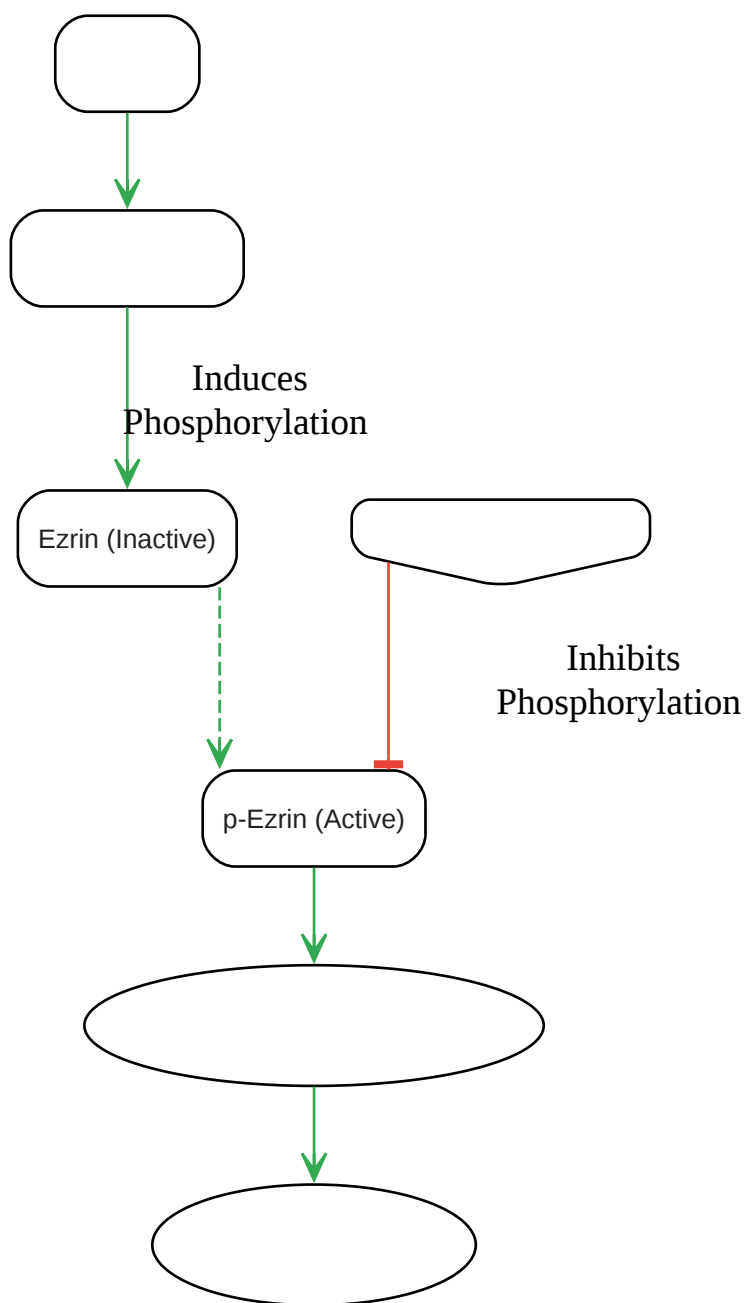 Induces
Phosphorylation
Ezrin (Inactive)
Inhibits
Phosphorylation
p-Ezrin (Active)